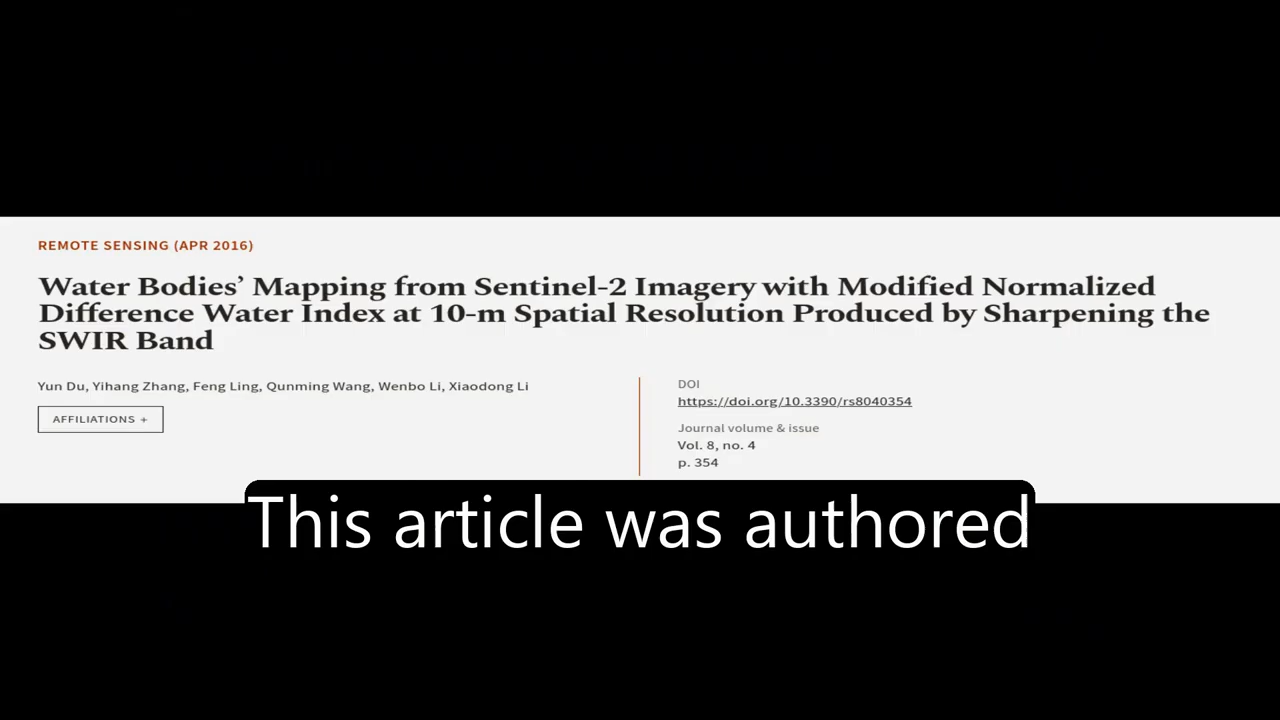 REMOTE SENSING (APR 2016)
Water Bodies’ Mapping from Sentinel-2 Imagery with Modified Normalized
Difference Water Index at 10-m Spatial Resolution Produced by Sharpening the
SWIR Band
Yun Du, Yihang Zhang, Feng Ling, Qunming Wang, Wenbo Li, Xiaodong Li
AFFILIATIONS +
DOI
https://doi.org/10.3390/rs8040354
Journal volume & issue
Vol. 8, no. 4
p. 354
This article was authored